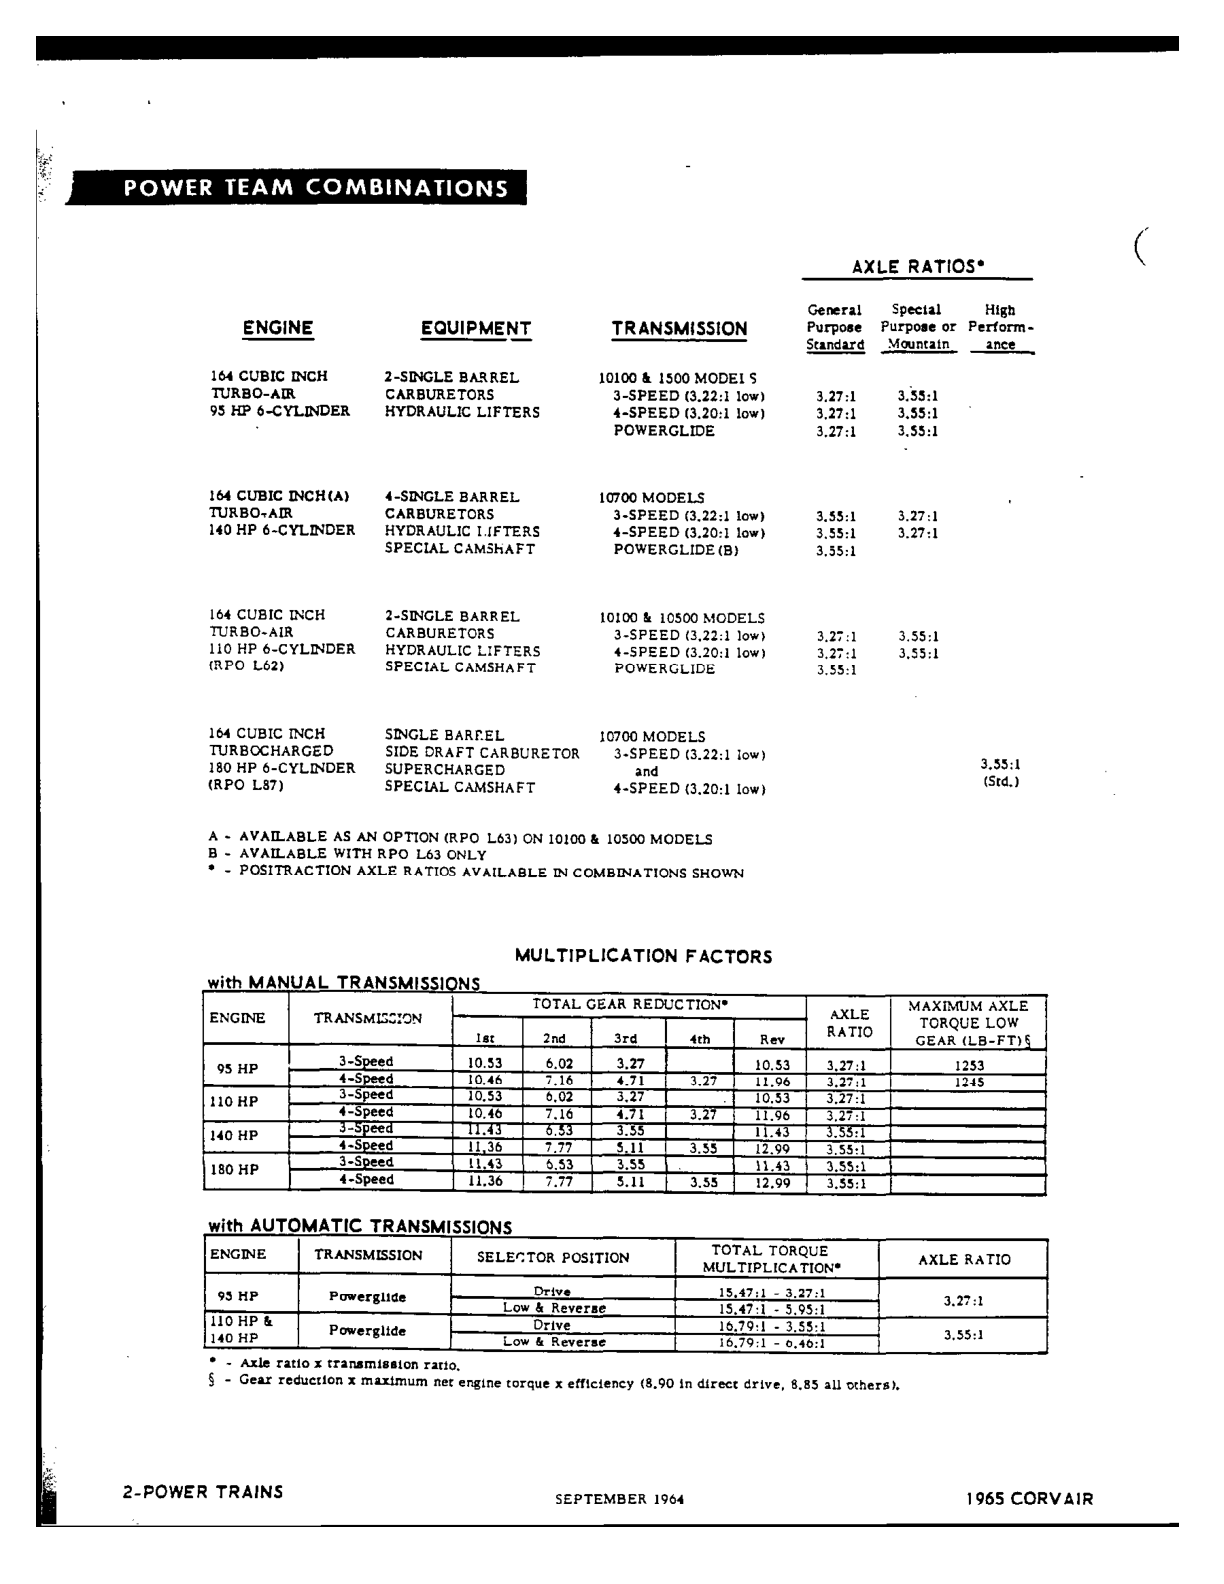 POWER TEAM COMBINATIONS
AXLE RATIOS*
ENGINE EQUIPMENT TRANSMISSION General Purpose Standard Special Purpose or Mountain High Perform-ance
164 CUBIC INCH 2-SINGLE BARREL 10100 & 1500 MODELS
TURBO-AIR CARBURETORS 3-SPEED (3.22:1 low) 3.27:1 3.55:1
95 HP 6-CYLINDER HYDRAULIC LIFTERS 4-SPEED (3.20:1 low) 3.27:1 3.55:1
POWERGLIDE 3.27:1 3.55:1
164 CUBIC INCH(A) 4-SINGLE BARREL 10700 MODELS
TURBO-AIR CARBURETORS 3-SPEED (3.22:1 low) 3.55:1 3.27:1
140 HP 6-CYLINDER HYDRAULIC LIFTERS 4-SPEED (3.20:1 low) 3.55:1 3.27:1
SPECIAL CAMSHAFT POWERGLIDE(B) 3.55:1
164 CUBIC INCH 2-SINGLE BARREL 10100 & 10500 MODELS
TURBO-AIR CARBURETORS 3-SPEED (3.22:1 low) 3.27:1 3.55:1
110 HP 6-CYLINDER HYDRAULIC LIFTERS 4-SPEED (3.20:1 low) 3.27:1 3.55:1
(RPO L62) SPECIAL CAMSHAFT POWERGLIDE 3.55:1
164 CUBIC INCH SINGLE BARREL 10700 MODELS
TURBOCHARGED SIDE DRAFT CARBURETOR 3-SPEED (3.22:1 low)
180 HP 6-CYLINDER SUPERCHARGED and 3.55:1
(RPO L87) SPECIAL CAMSHAFT 4-SPEED (3.20:1 low) (Std.)
A - AVAILABLE AS AN OPTION (RPO L63) ON 10100 & 10500 MODELS
B - AVAILABLE WITH RPO L63 ONLY
* - POSITRACTION AXLE RATIOS AVAILABLE IN COMBINATIONS SHOWN
MULTIPLICATION FACTORS
with MANUAL TRANSMISSIONS
ENGINE TRANSMISSION TOTAL GEAR REDUCTION* AXLE RATIO MAXIMUM AXLE TORQUE LOW GEAR (LB-FT)§
1st 2nd 3rd 4th Rev
95 HP 3-Speed 10.53 6.02 3.27 10.53 3.27:1 1253
4-Speed 10.46 7.16 4.71 3.27 11.96 3.27:1 1245
110 HP 3-Speed 10.53 6.02 3.27 10.53 3.27:1
4-Speed 10.46 7.16 4.71 3.27 11.96 3.27:1
140 HP 3-Speed 11.43 6.53 3.55 11.43 3.55:1
4-Speed 11.36 7.77 5.11 3.55 12.99 3.55:1
180 HP 3-Speed 11.43 6.53 3.55 11.43 3.55:1
4-Speed 11.36 7.77 5.11 3.55 12.99 3.55:1
with AUTOMATIC TRANSMISSIONS
ENGINE TRANSMISSION SELECTOR POSITION TOTAL TORQUE MULTIPLICATION* AXLE RATIO
95 HP Powerglide Drive 15.47:1 - 3.27:1 3.27:1
Low & Reverse 15.47:1 - 5.95:1
110 HP & 140 HP Powerglide Drive 16.79:1 - 3.55:1 3.55:1
Low & Reverse 16.79:1 - 6.46:1
* - Axle ratio x transmission ratio.
§ - Gear reduction x maximum net engine torque x efficiency (8.90 in direct drive, 8.85 all others).
2-POWER TRAINS SEPTEMBER 1964 1965 CORVAIR